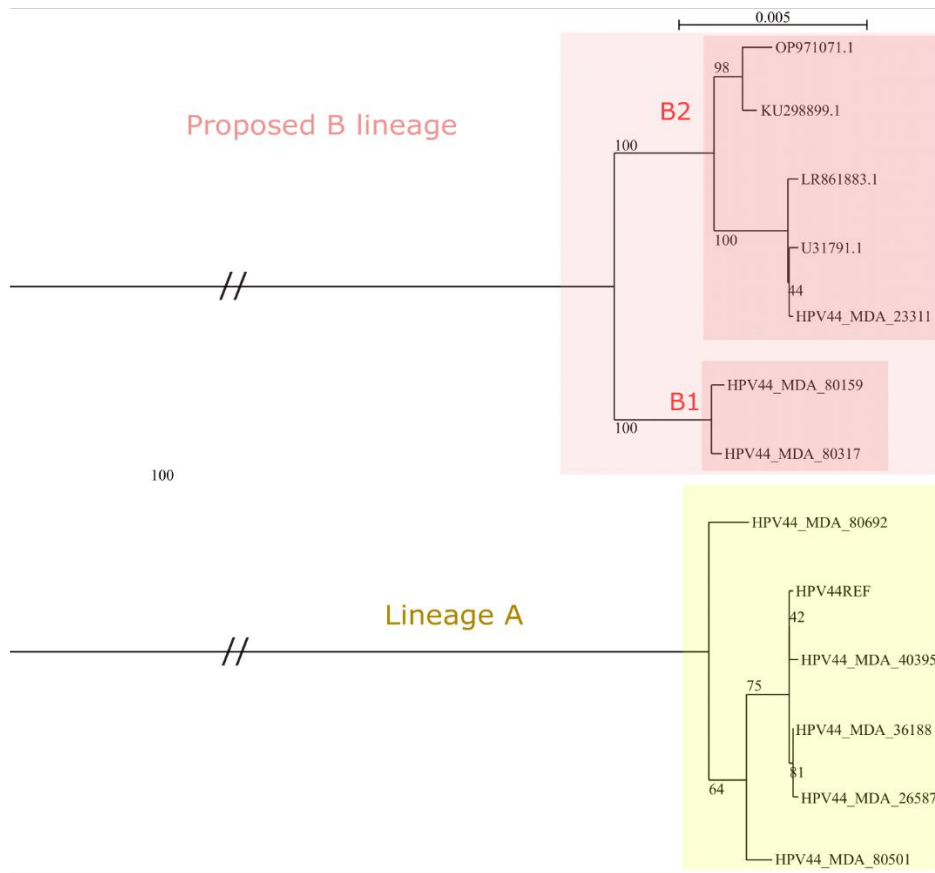 0.005
OP971071.1
98
B2
KU298899.1
Proposed B lineage
100
LR861883.1
100
U31791.1
44
HPV44_MDA_23311
HPV44_MDA_80159
B1
100
HPV44_MDA_80317
100
HPV44_MDA_80692
HPV44REF
Lineage A
42
HPV44_MDA_40395
75
HPV44_MDA_36188
81
64
HPV44_MDA_26587
HPV44_MDA_80501